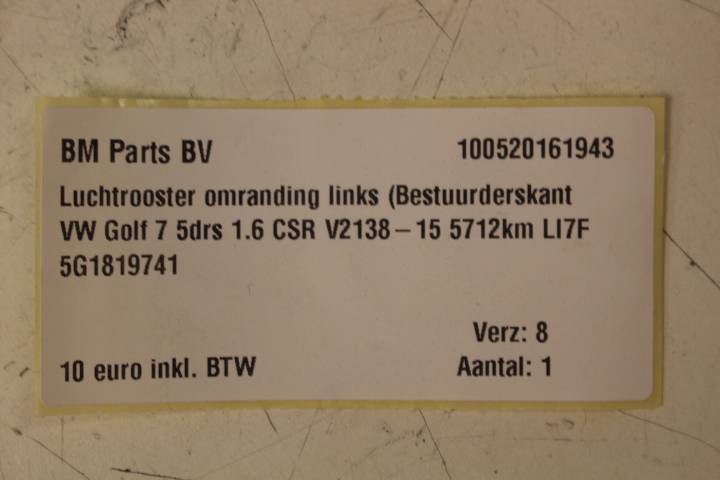 BM Parts BV 100520161943
Luchtrooster omranding links (Bestuurderskant
VW Golf 7 5drs 1.6 CSR V2138-15 5712km LI7F
5G1819741
Verz: 8
10 euro inkl. BTW Aantal: 1